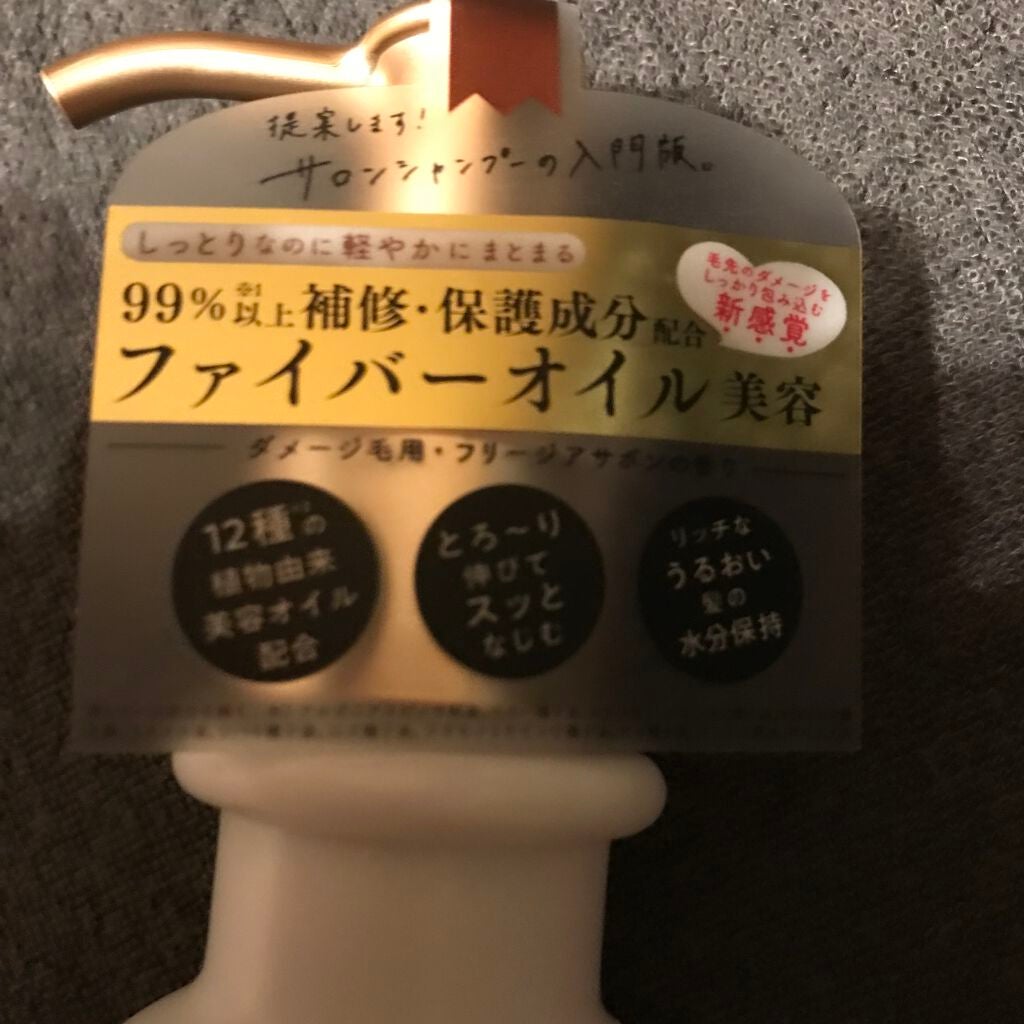 提案します!
サロンシャンプーの入門版。
しっとりなのに軽やかにまとまる
毛先のダメージを
しっかり包み込む
新感覚
99%※1以上補修・保護成分配合
ファイバーオイル美容
ダメージ毛用・フリージアサボンの香り
12種※2の
植物由来
美容オイル
配合
とろ〜り
伸びて
スッと
なじむ
リッチな
うるおい
髪の
水分保持